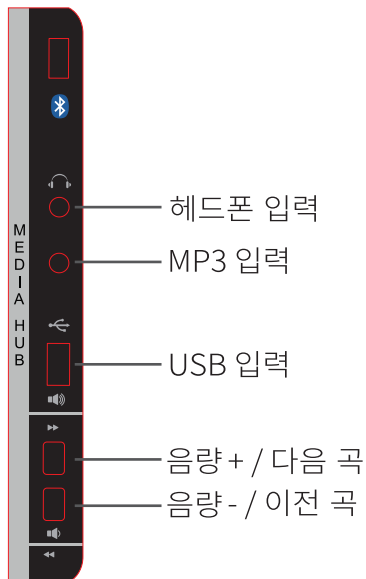 MEDIA HUB
헤드폰 입력
MP3 입력
USB 입력
음량 + / 다음 곡
음량 - / 이전 곡